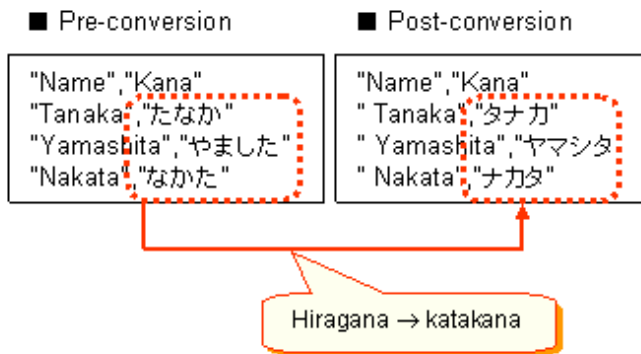 ■ Pre-conversion
"Name","Kana"
"Tanaka","たなか"
"Yamashita","やました"
"Nakata","なかた"
■ Post-conversion
"Name","Kana"
" Tanaka","タナカ"
" Yamashita","ヤマシタ
" Nakata","ナカタ"
Hiragana → katakana